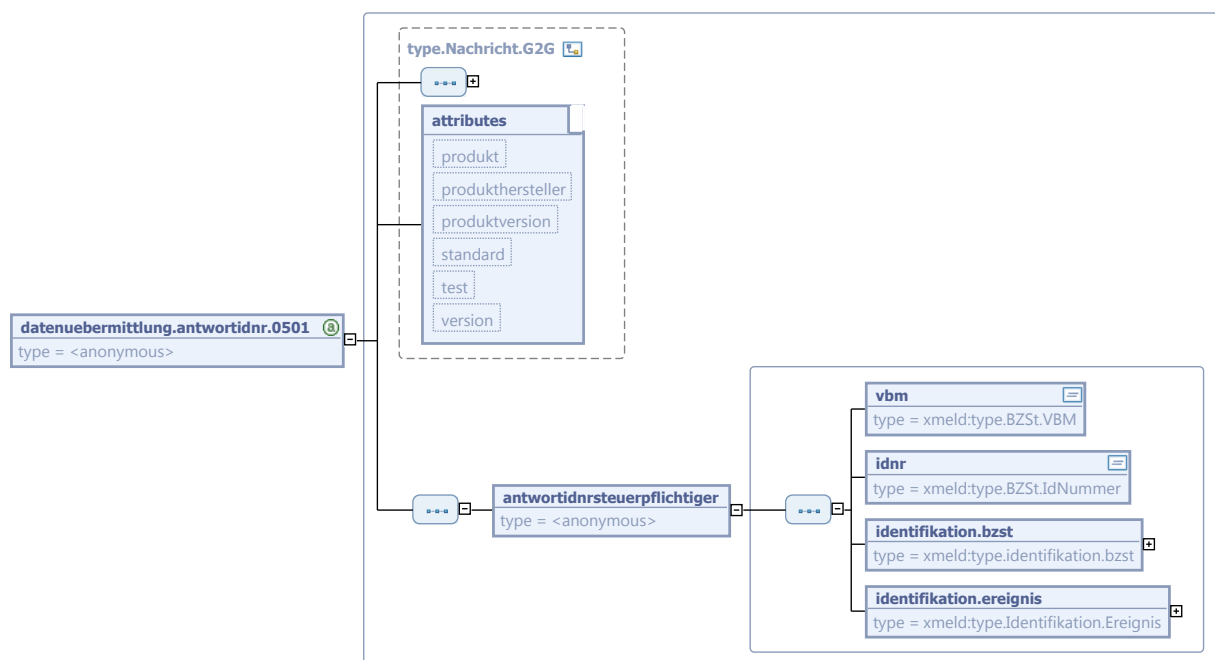 type.Nachricht.G2G
attributes
produkt
produkthersteller
produktversion
standard
test
version
datenuebermittlung.antwortidnr.0501
type = <anonymous>
antwortidnrsteuerpflichtiger
type = <anonymous>
vbm
type = xmeld:type.BZSt.VBM
idnr
type = xmeld:type.BZSt.IdNummer
identifikation.bzst
type = xmeld:type.identifikation.bzst
identifikation.ereignis
type = xmeld:type.Identifikation.Ereignis